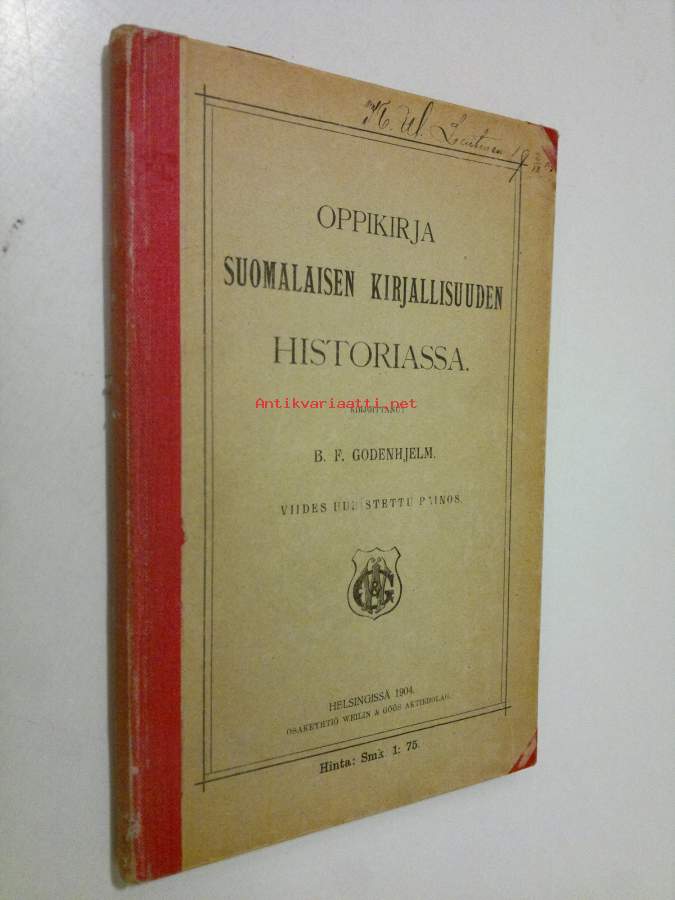 K. W.
OPPIKIRJA
SUOMALAISEN KIRJALLISUUDEN
HISTORIASSA.
Antikvariaatti.net
KIRJOITTANUT
B. F. GODENHJELM.
VIIDES UUDISTETTU PAINOS.
HELSINGISSÄ 1904.
OSAKEYHTIÖ WEILIN & GÖÖS AKTIEBOLAG.
Hinta: Smk. 1: 75.